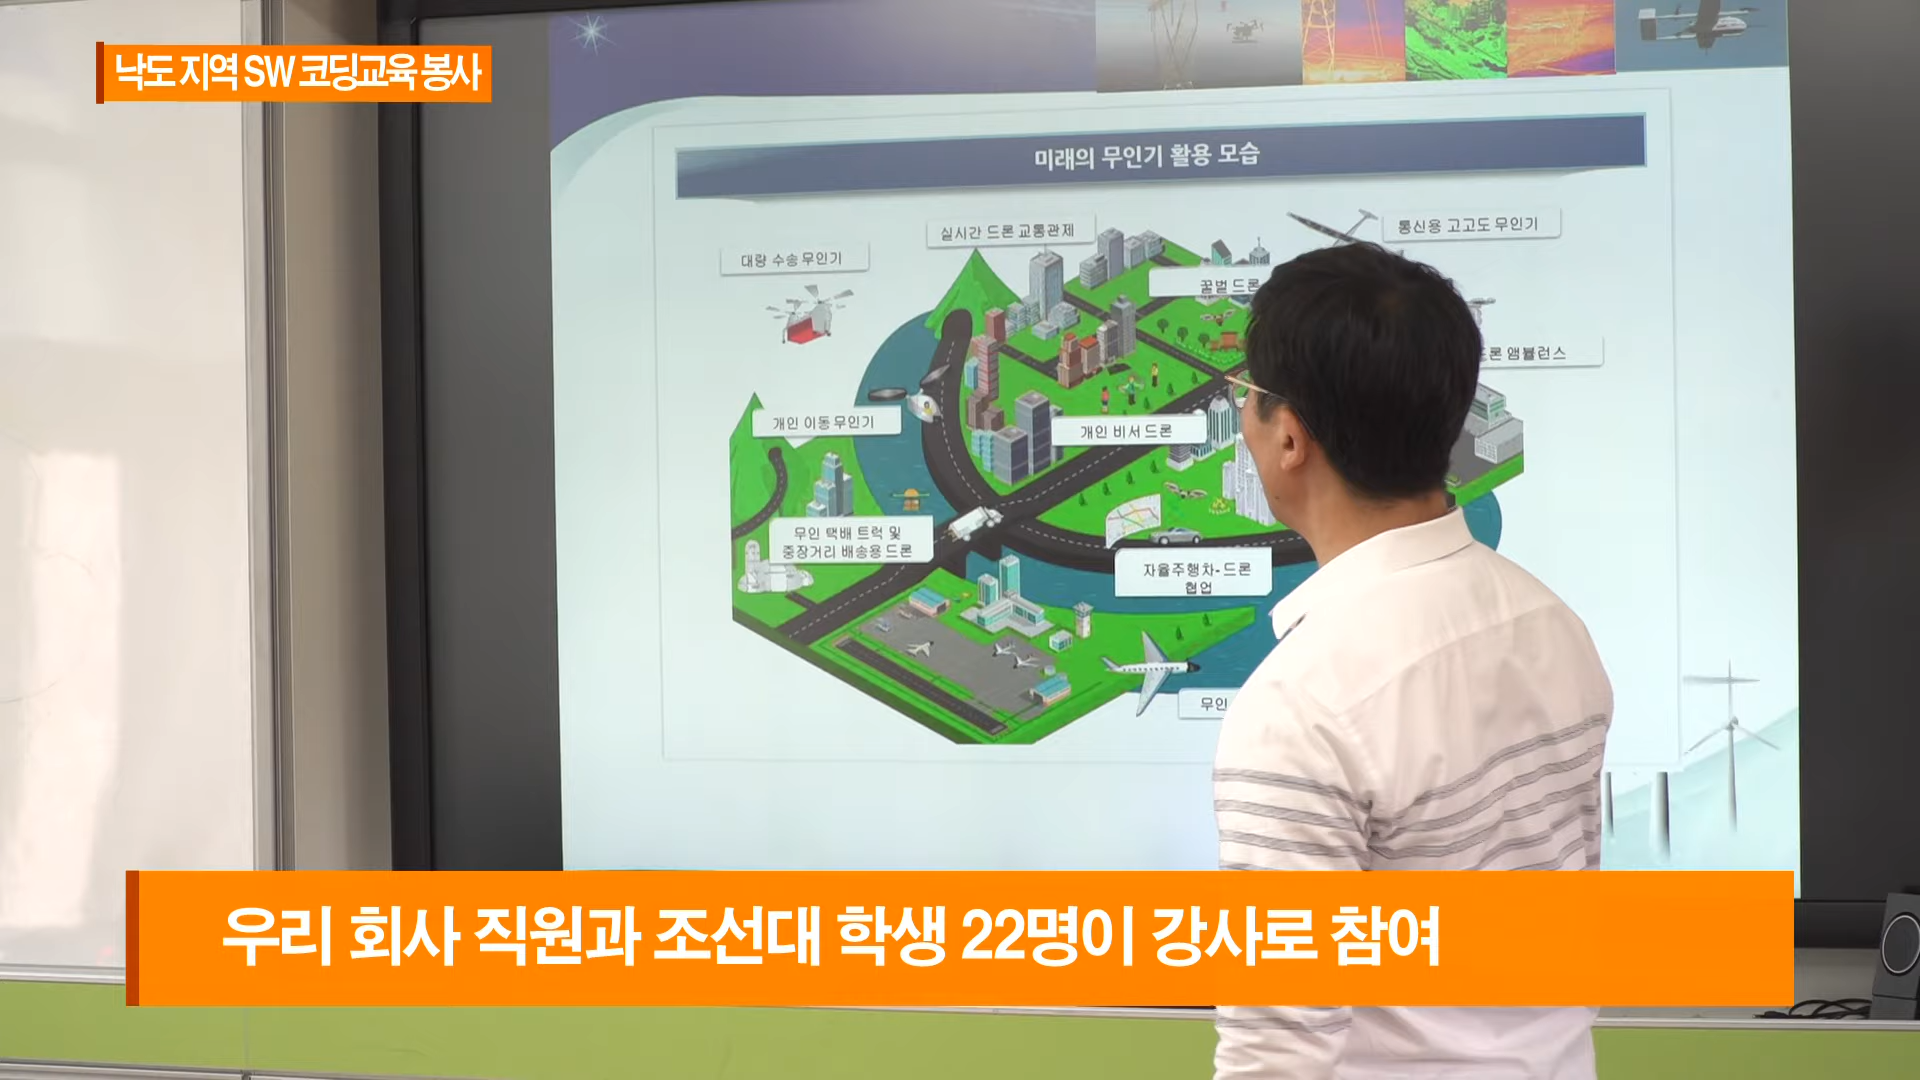 낙도 지역 SW 코딩교육 봉사
미래의 무인기 활용 모습
실시간 드론 교통관제
통신용 고고도 무인기
대량 수송 무인기
꿀벌 드론
드론 앰뷸런스
개인 이동 무인기
개인 비서 드론
무인 택배 트럭 및
중장거리 배송용 드론
자율주행차- 드론
협업
무인
우리 회사 직원과 조선대 학생 22명이 강사로 참여